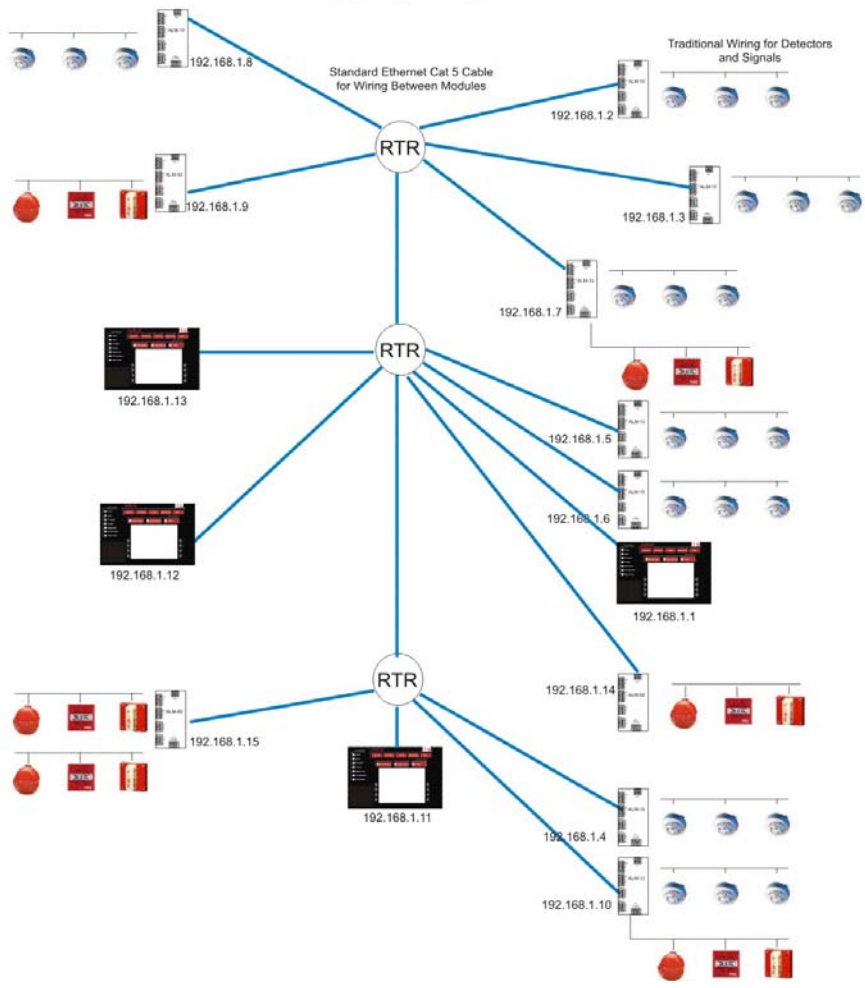 192.168.1.8
Standard Ethernet Cat 5 Cable
for Wiring Between Modules
Traditional Wiring for Detectors
and Signals
192.168.1.2
RTR
192.168.1.9
192.168.1.3
192.168.1.7
RTR
192.168.1.13
192.168.1.5
192.168.1.6
192.168.1.12
192.168.1.1
RTR
192.168.1.14
192.168.1.15
192.168.1.11
192.168.1.4
192.168.1.10